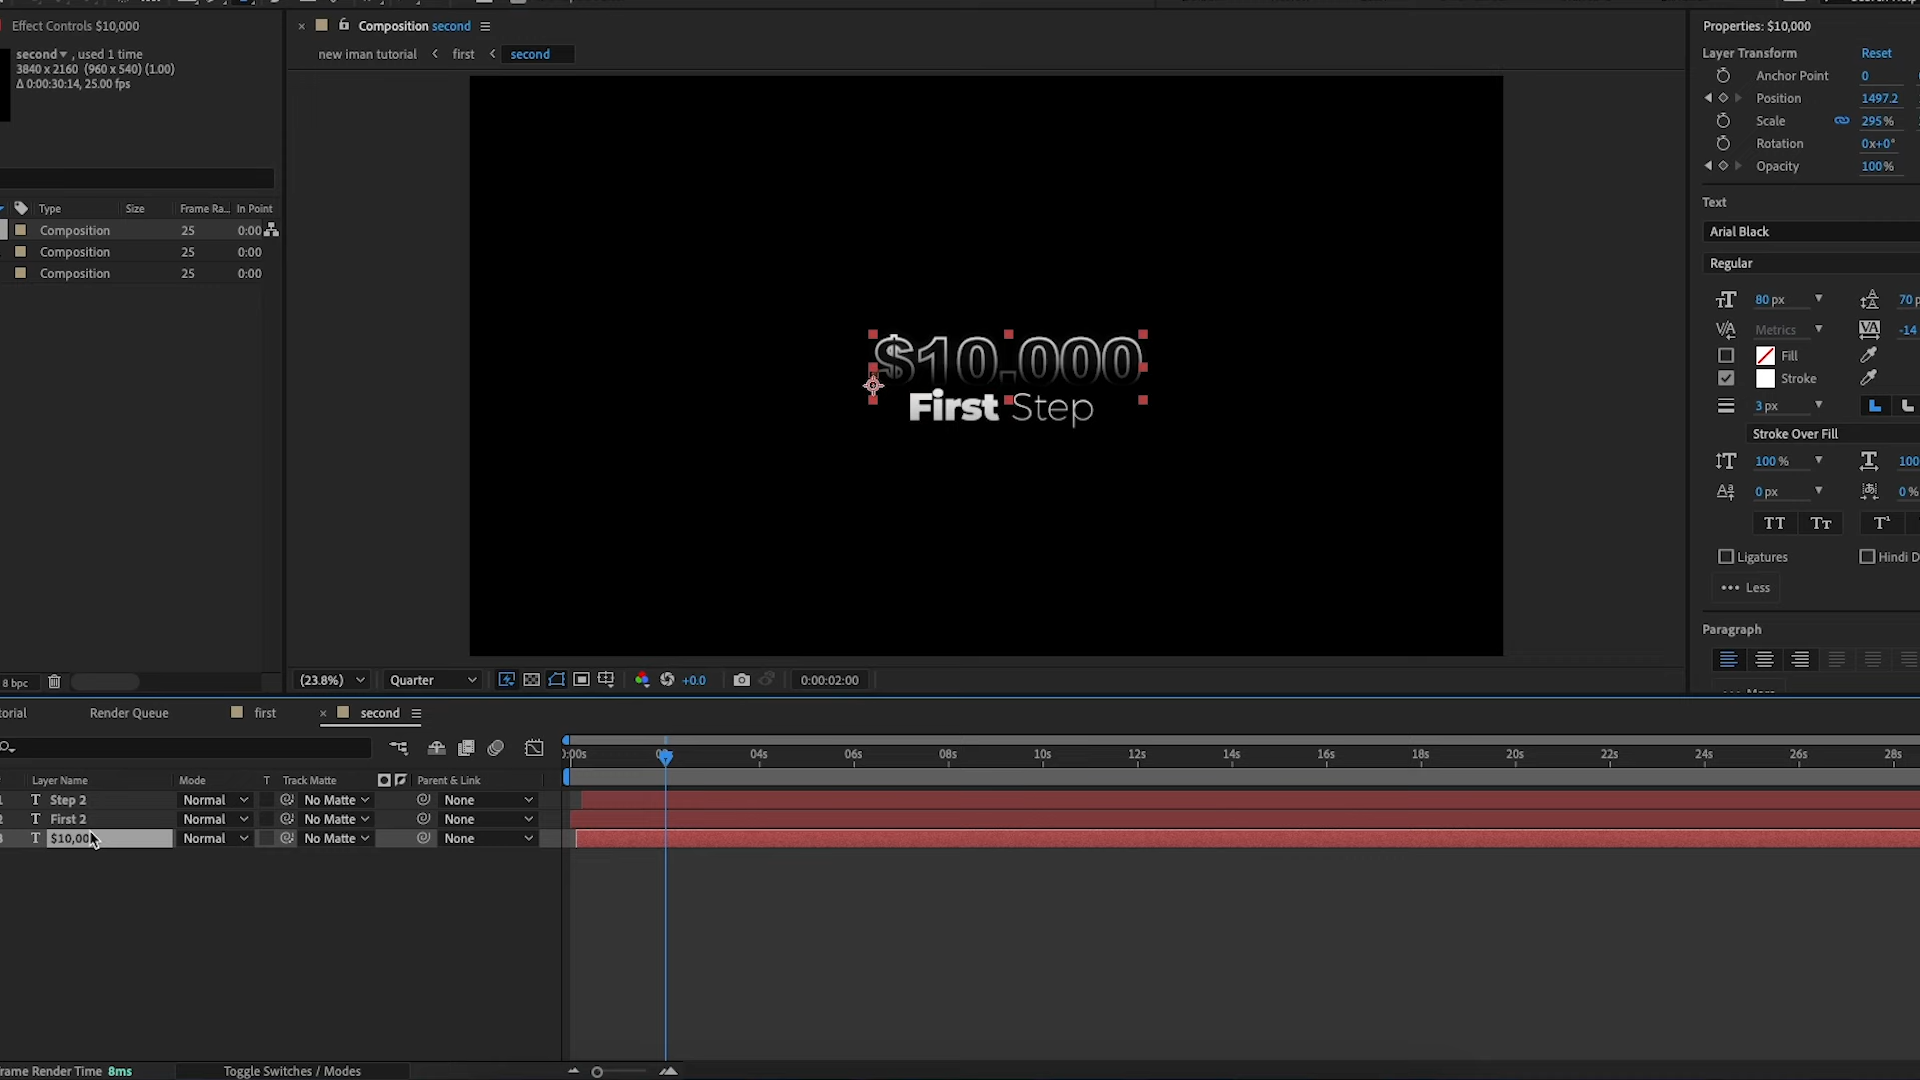 Effect Controls $10,000
second , used 1 time
3840 x 2160 (960 x 540) (1.00)
Δ 0:00:30:14, 25.00 fps
Type Size Frame Ra... In Point
Composition 25 0:00
Composition 25 0:00
Composition 25 0:00
8 bpc
Composition second
new iman tutorial first second
$10,000
First Step
(23.8%) Quarter +0.0 0:00:02:00
Properties: $10,000
Layer Transform Reset
Anchor Point 0
Position 1497.2
Scale 295%
Rotation 0x+0°
Opacity 100%
Text
Arial Black
Regular
80 px 70 p
Metrics -14
Fill
Stroke
3 px
Stroke Over Fill
100 % 100
0 px 0 %
TT Tт T¹
Ligatures Hindi D
Less
Paragraph
torial Render Queue first second
:00s 04s 06s 08s 10s 12s 14s 16s 18s 20s 22s 24s 26s 28s
Layer Name Mode T Track Matte Parent & Link
1 T Step 2 Normal No Matte None
2 T First 2 Normal No Matte None
T $10,00 Normal No Matte None
rame Render Time 8ms Toggle Switches / Modes